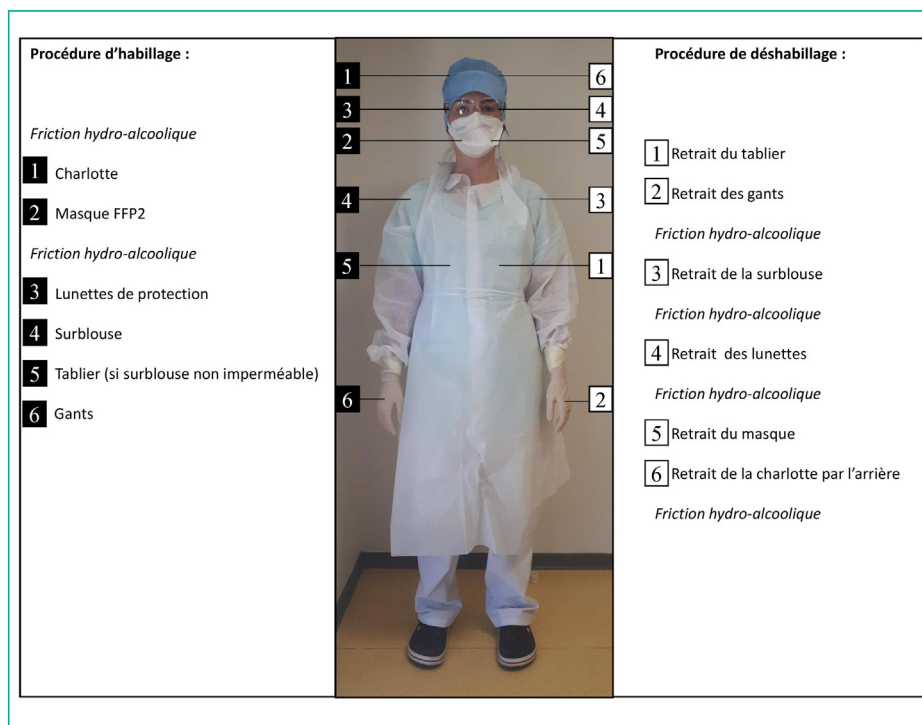 Procédure d’habillage :
Friction hydro-alcoolique
1 Charlotte
2 Masque FFP2
Friction hydro-alcoolique
3 Lunettes de protection
4 Surblouse
5 Tablier (si surblouse non imperméable)
6 Gants
1 6
3 4
2 5
4 3
5 1
6 2
Procédure de déshabillage :
1 Retrait du tablier
2 Retrait des gants
Friction hydro-alcoolique
3 Retrait de la surblouse
Friction hydro-alcoolique
4 Retrait des lunettes
Friction hydro-alcoolique
5 Retrait du masque
6 Retrait de la charlotte par l’arrière
Friction hydro-alcoolique